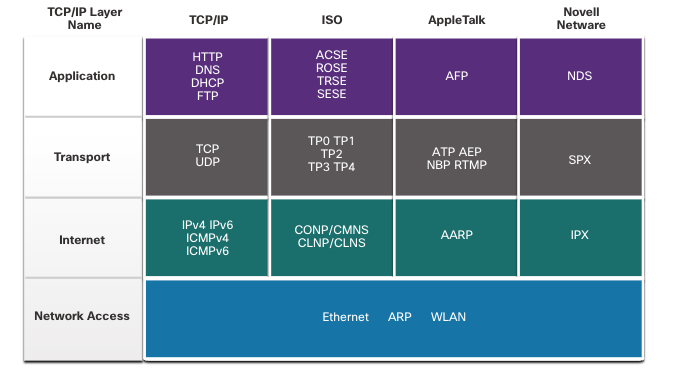 TCP/IP Layer
Name
TCP/IP
ISO
AppleTalk
Novell
Netware
Application
HTTP
DNS
DHCP
FTP
ACSE
ROSE
TRSE
SESE
AFP
NDS
Transport
TCP
UDP
TP0 TP1
TP2
TP3 TP4
ATP AEP
NBP RTMP
SPX
Internet
IPv4 IPv6
ICMPv4
ICMPv6
CONP/CMNS
CLNP/CLNS
AARP
IPX
Network Access
Ethernet ARP WLAN